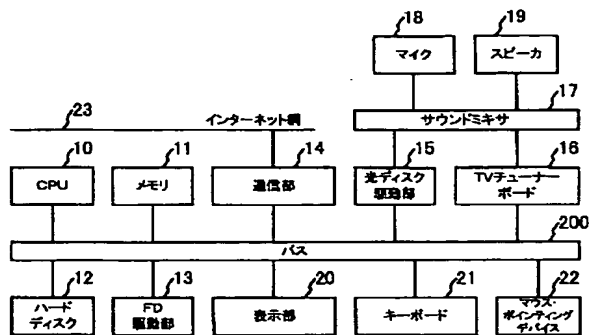 18
19
マイク
スピーカ
17
23
インターネット網
サウンドミキサ
10
11
14
15
16
CPU
メモリ
通信部
光ディスク
駆動部
TVチューナー
ボード
200
バス
12
13
20
21
22
ハード
ディスク
FD
駆動部
表示部
キーボード
マウス・
ポインティング
デバイス